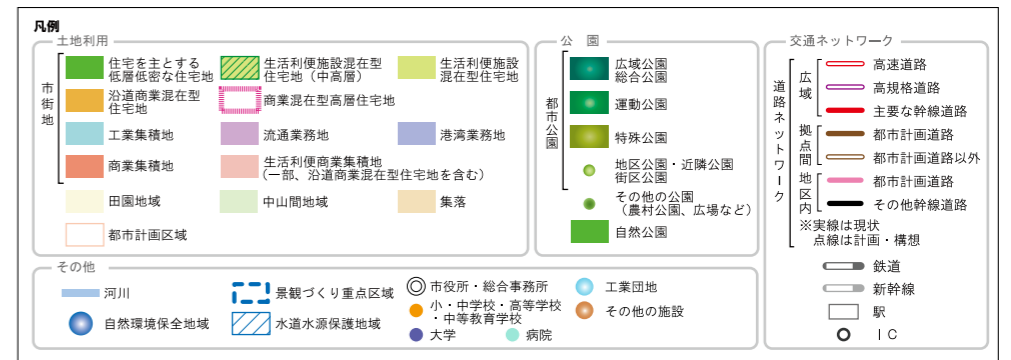 凡例
土地利用
市街地
住宅を主とする
低層低密な住宅地
生活利便施設混在型
住宅地（中高層）
生活利便施設
混在型住宅地
沿道商業混在型
住宅地
商業混在型高層住宅地
工業集積地
流通業務地
港湾業務地
商業集積地
生活利便商業集積地
（一部、沿道商業混在型住宅地を含む）
田園地域
中山間地域
集落
都市計画区域
公　園
都市公園
広域公園
総合公園
運動公園
特殊公園
地区公園・近隣公園
街区公園
その他の公園
（農村公園、広場など）
自然公園
交通ネットワーク
道路ネットワーク
広域
高速道路
高規格道路
主要な幹線道路
拠点間
都市計画道路
都市計画道路以外
地区内
都市計画道路
その他幹線道路
※実線は現状
点線は計画・構想
鉄道
新幹線
駅
ＩＣ
その他
河川
景観づくり重点区域
市役所・総合事務所
工業団地
自然環境保全地域
水道水源保護地域
小・中学校・高等学校
・中等教育学校
その他の施設
大学
病院